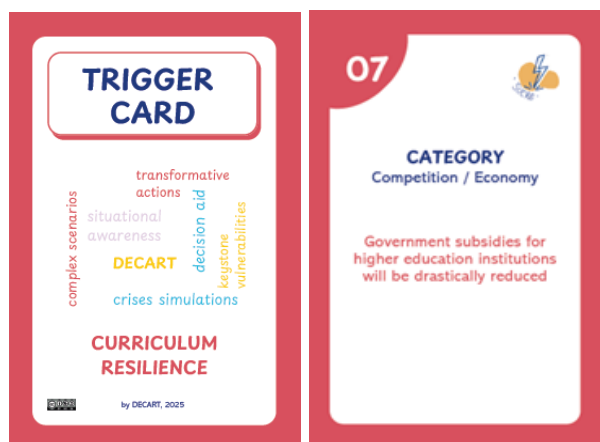 TRIGGER
CARD
transformative
actions
complex scenarios
situational
awareness
decision aid
keystone
vulnerabilities
DECART
crises simulations
CURRICULUM
RESILIENCE
by DECART, 2025
07
CATEGORY
Competition / Economy
Government subsidies for
higher education institutions
will be drastically reduced